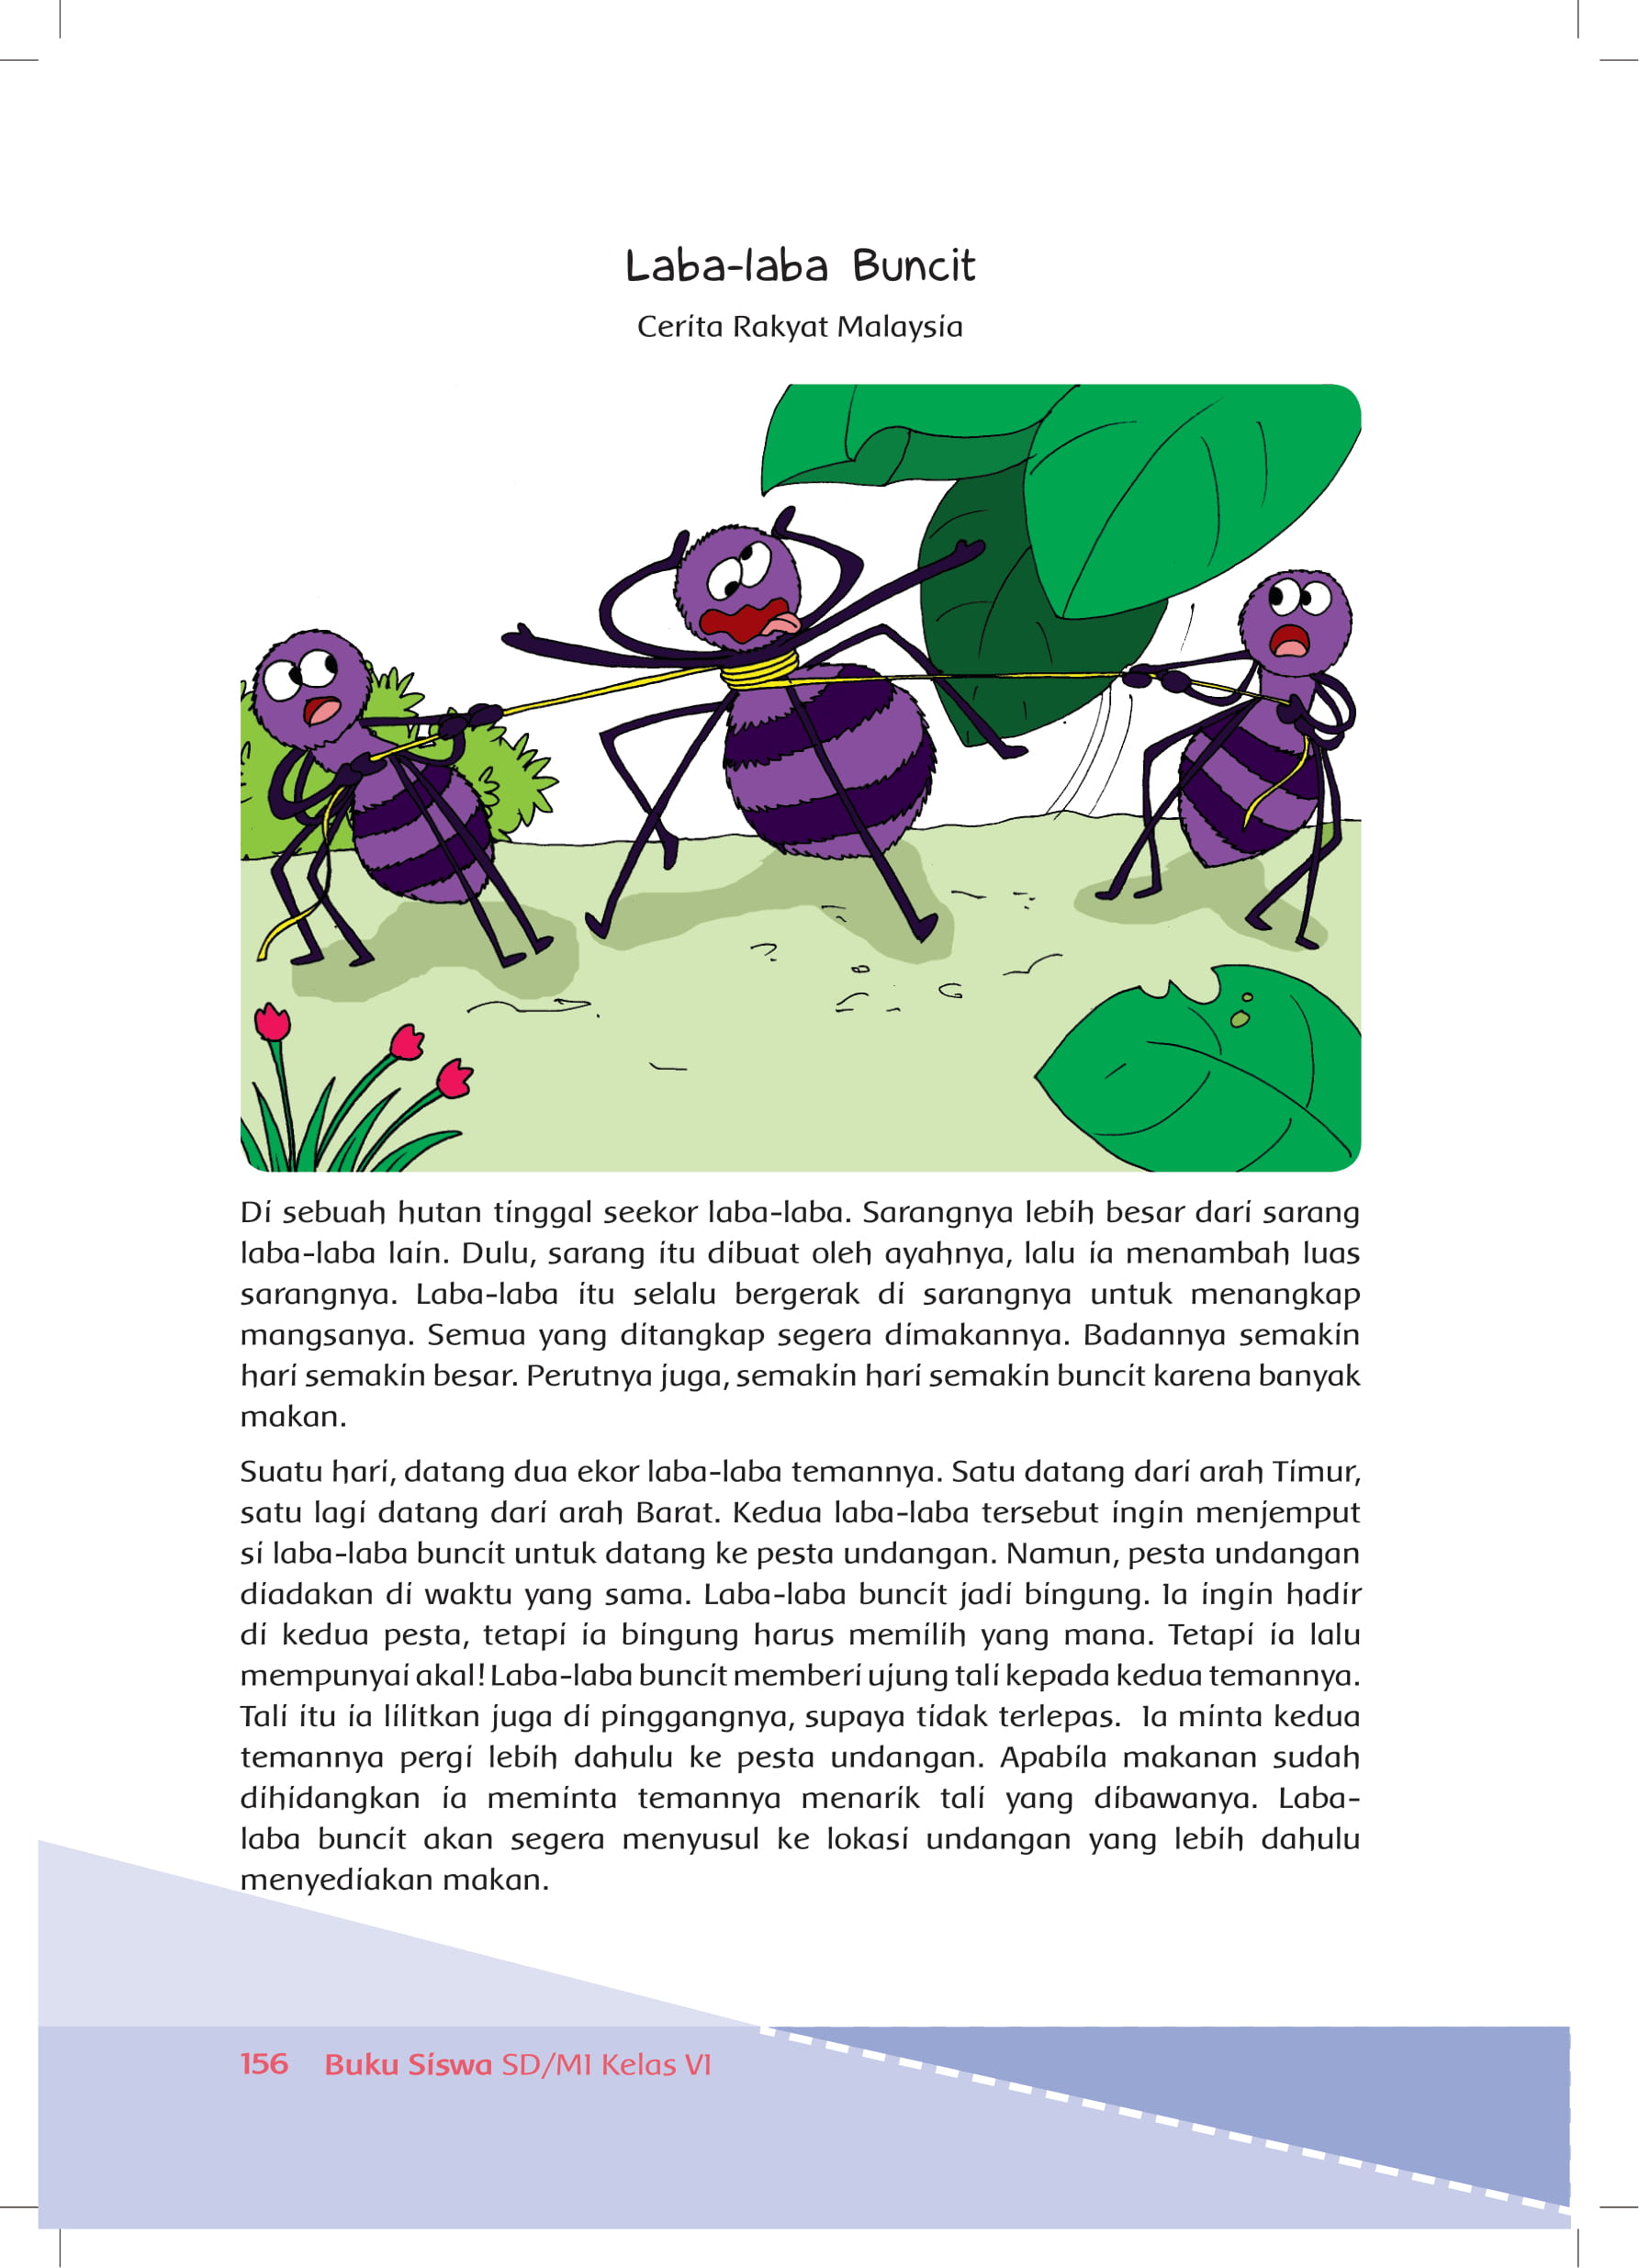 Laba-laba Buncit
Cerita Rakyat Malaysia
Di sebuah hutan tinggal seekor laba-laba. Sarangnya lebih besar dari sarang
laba-laba lain. Dulu, sarang itu dibuat oleh ayahnya, lalu ia menambah luas
sarangnya. Laba-laba itu selalu bergerak di sarangnya untuk menangkap
mangsanya. Semua yang ditangkap segera dimakannya. Badannya semakin
hari semakin besar. Perutnya juga, semakin hari semakin buncit karena banyak
makan.
Suatu hari, datang dua ekor laba-laba temannya. Satu datang dari arah Timur,
satu lagi datang dari arah Barat. Kedua laba-laba tersebut ingin menjemput
si laba-laba buncit untuk datang ke pesta undangan. Namun, pesta undangan
diadakan di waktu yang sama. Laba-laba buncit jadi bingung. Ia ingin hadir
di kedua pesta, tetapi ia bingung harus memilih yang mana. Tetapi ia lalu
mempunyai akal! Laba-laba buncit memberi ujung tali kepada kedua temannya.
Tali itu ia lilitkan juga di pinggangnya, supaya tidak terlepas. Ia minta kedua
temannya pergi lebih dahulu ke pesta undangan. Apabila makanan sudah
dihidangkan ia meminta temannya menarik tali yang dibawanya. Laba-
laba buncit akan segera menyusul ke lokasi undangan yang lebih dahulu
menyediakan makan.
156 Buku Siswa SD/MI Kelas VI